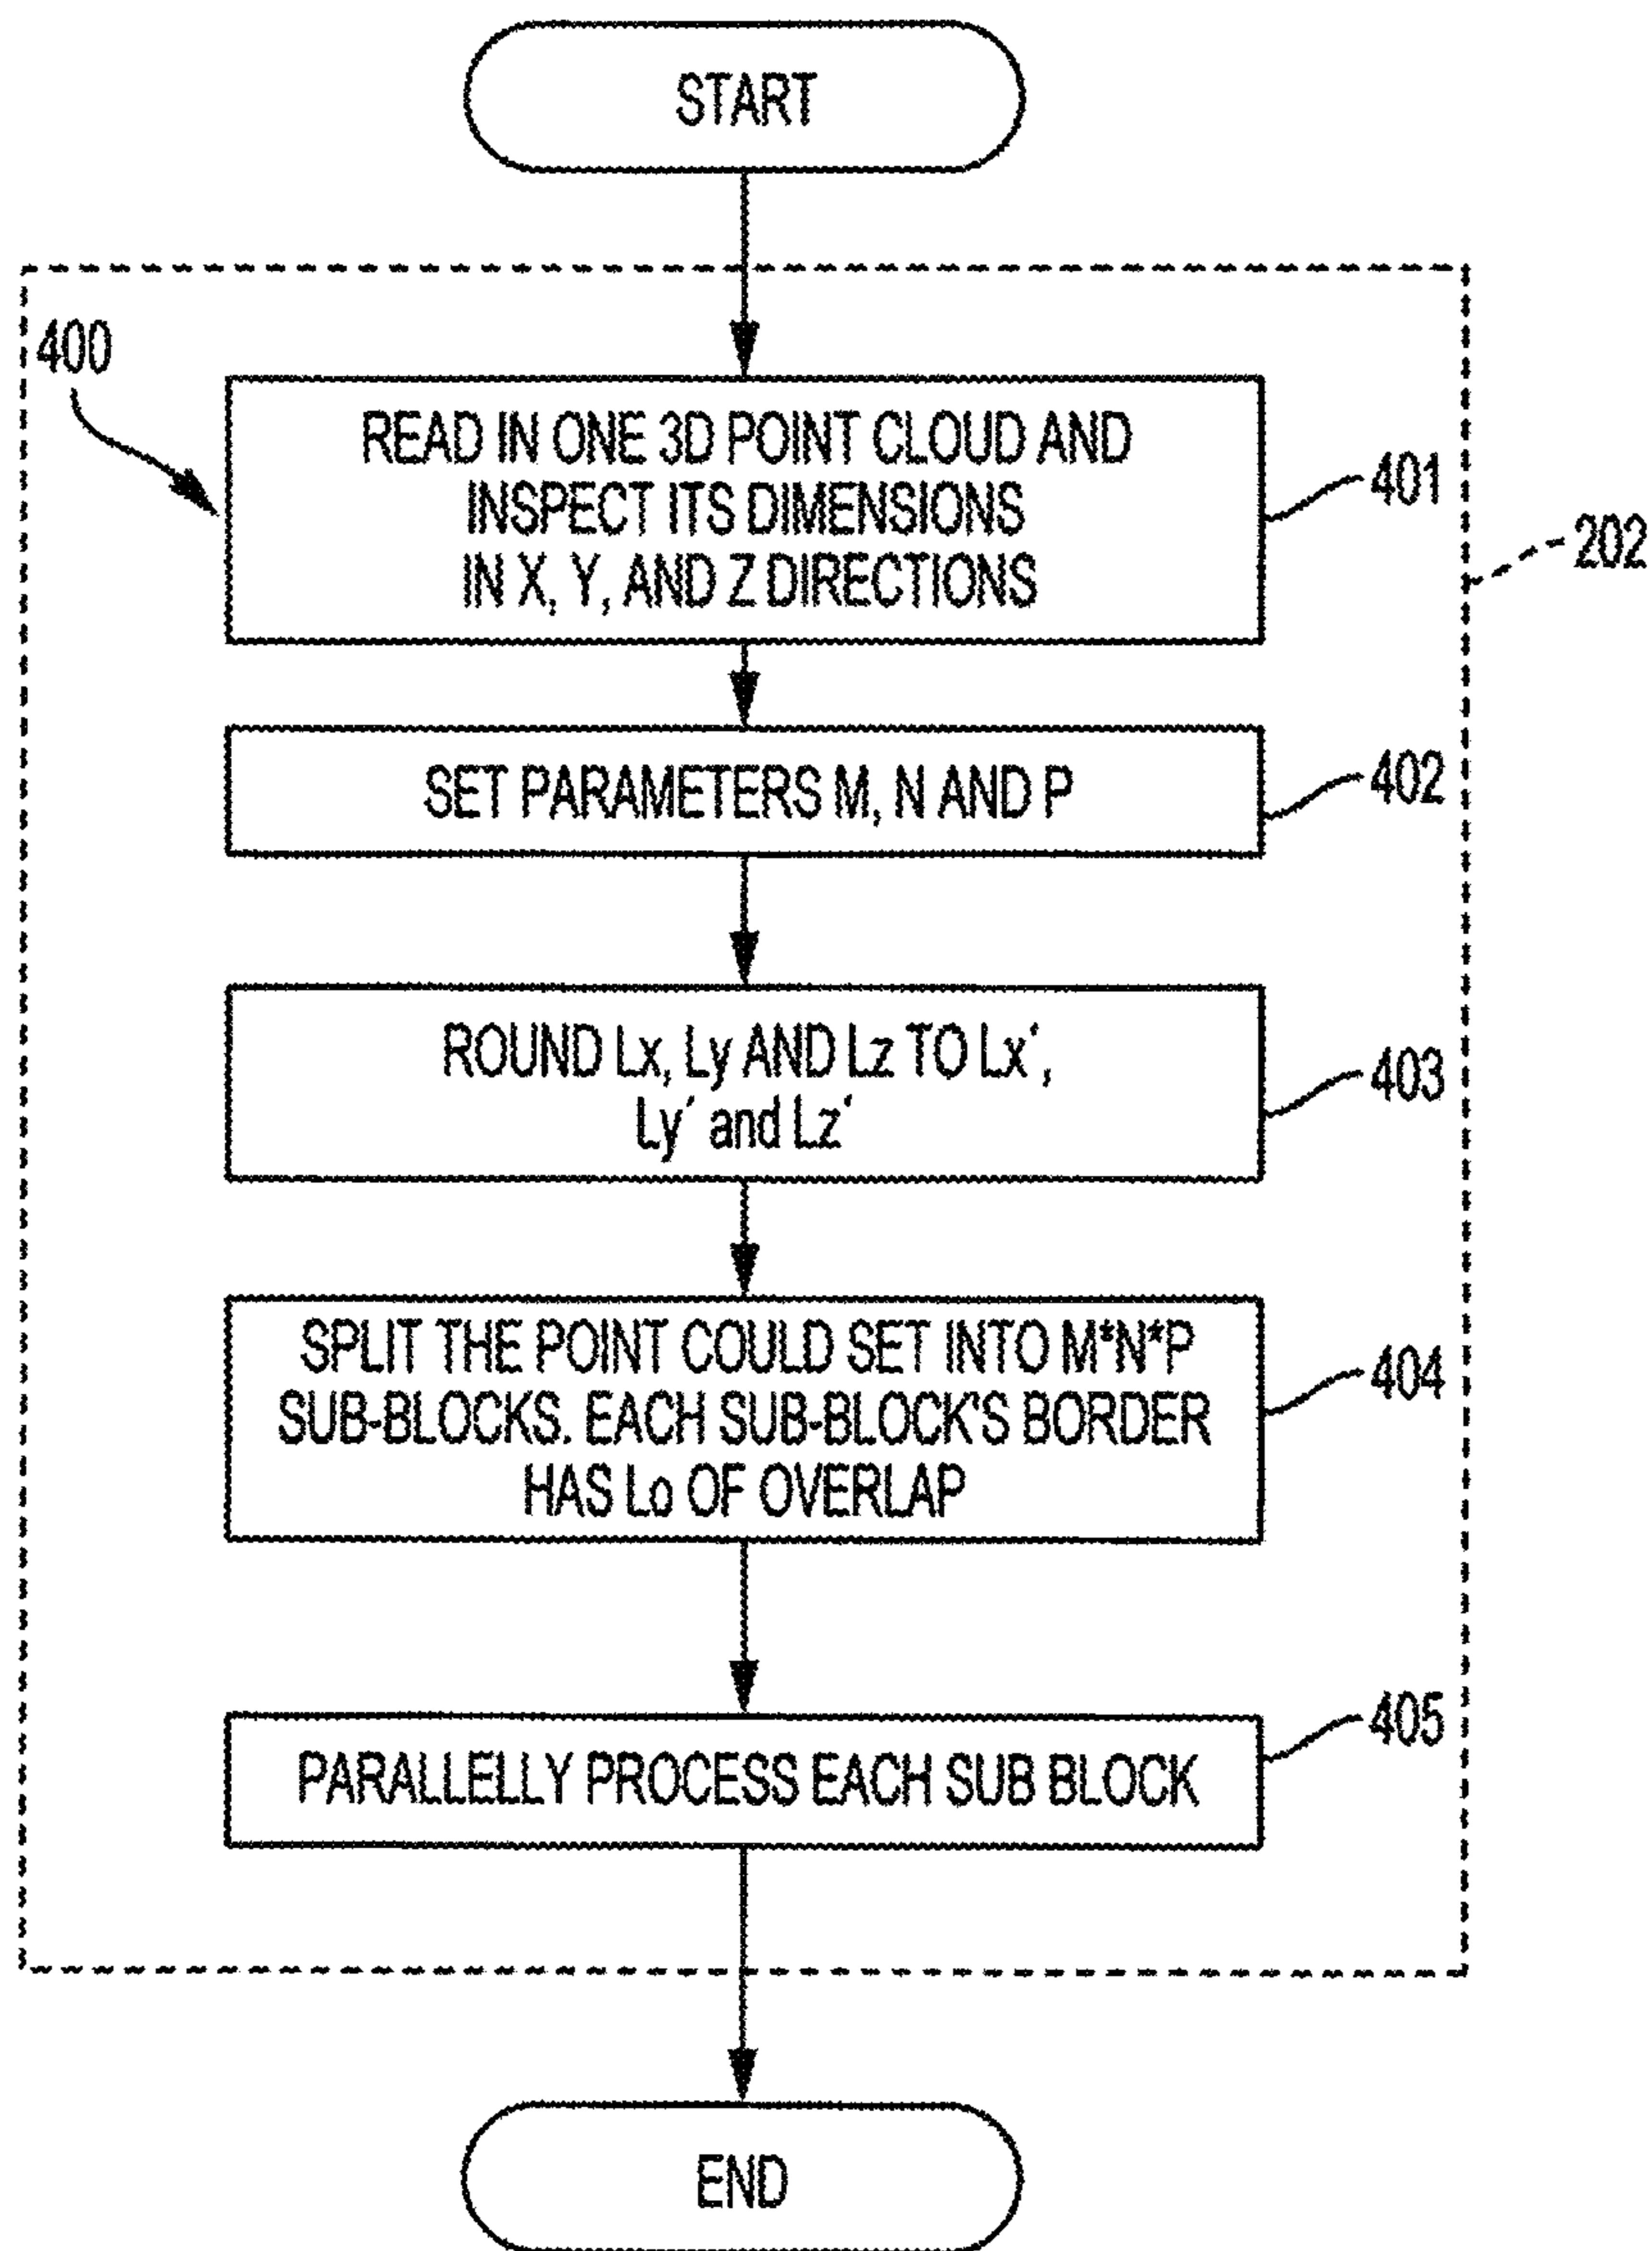 START
400
READ IN ONE 3D POINT CLOUD AND
INSPECT ITS DIMENSIONS
IN X, Y, AND Z DIRECTIONS
401
202
SET PARAMETERS M, N AND P
402
ROUND Lx, Ly AND Lz TO Lx´,
Ly´ and Lz´
403
SPLIT THE POINT COULD SET INTO M*N*P
SUB-BLOCKS. EACH SUB-BLOCK'S BORDER
HAS Lo OF OVERLAP
404
PARALLELLY PROCESS EACH SUB BLOCK
405
END